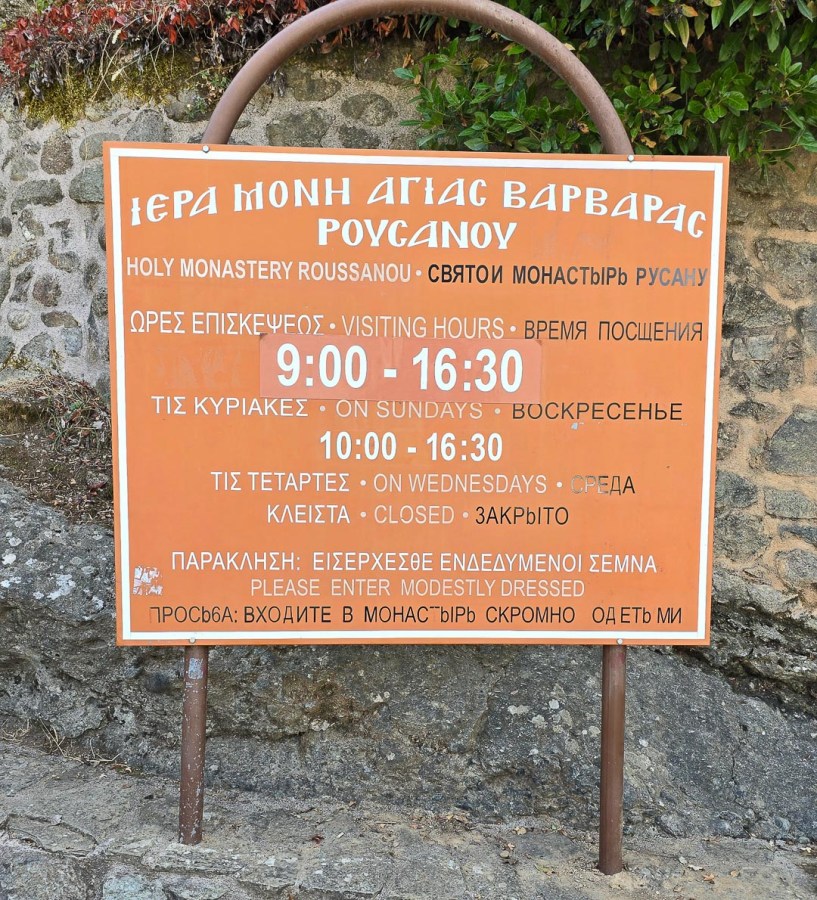 ΙΕΡΑ ΜΟΝΗ ΑΓΙΑΣ ΒΑΡΒΑΡΑΣ
ΡΟΥΣΑΝΟΥ
HOLY MONASTERY ROUSSANOU • СВЯТОИ МОНАСТЫРЬ РУСАНУ
ΩΡΕΣ ΕΠΙΣΚΕΨΕΩΣ • VISITING HOURS • ВРЕМЯ ПОСЩЕНИЯ
9:00 - 16:30
ΤΙΣ ΚΥΡΙΑΚΕΣ • ON SUNDAYS • ВОСКРЕСЕНЬЕ
10:00 - 16:30
ΤΙΣ ΤΕΤΑΡΤΕΣ • ON WEDNESDAYS • СРЕДА
ΚΛΕΙΣΤΑ • CLOSED • ЗАКРЫТО
ΠΑΡΑΚΛΗΣΗ: ΕΙΣΕΡΧΕΣΘΕ ΕΝΔΕΔΥΜΕΝΟΙ ΣΕΜΝΑ
PLEASE ENTER MODESTLY DRESSED
ПРОСЬ6А: ВХОДИТЕ В МОНАСТЫРЬ СКРОМНО ОДЕТЬ МИ